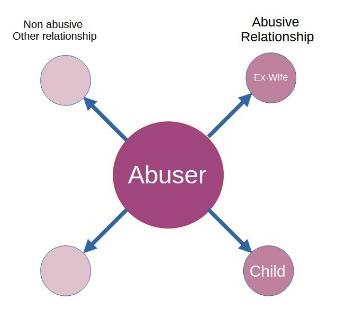 Non abusive
Other relationship
Abusive
Relationship
Ex-Wife
Abuser
Child